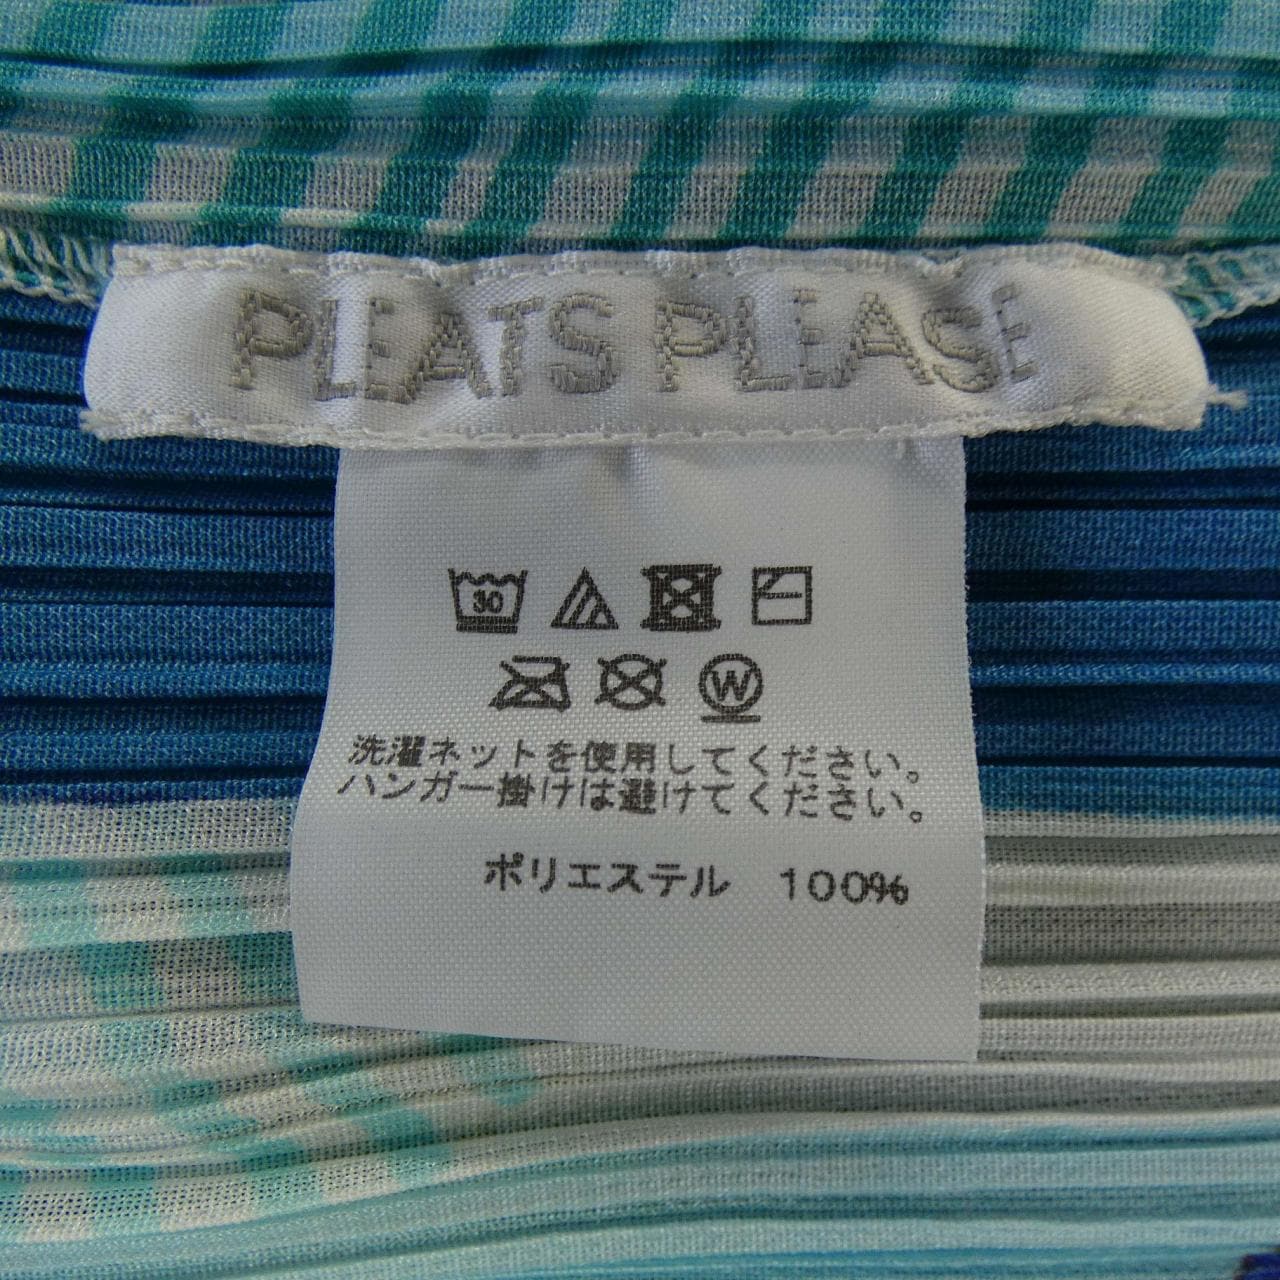 PLEATS PLEASE
30
W
洗濯ネットを使用してください。
ハンガー掛けは避けてください。
ポリエステル 100%